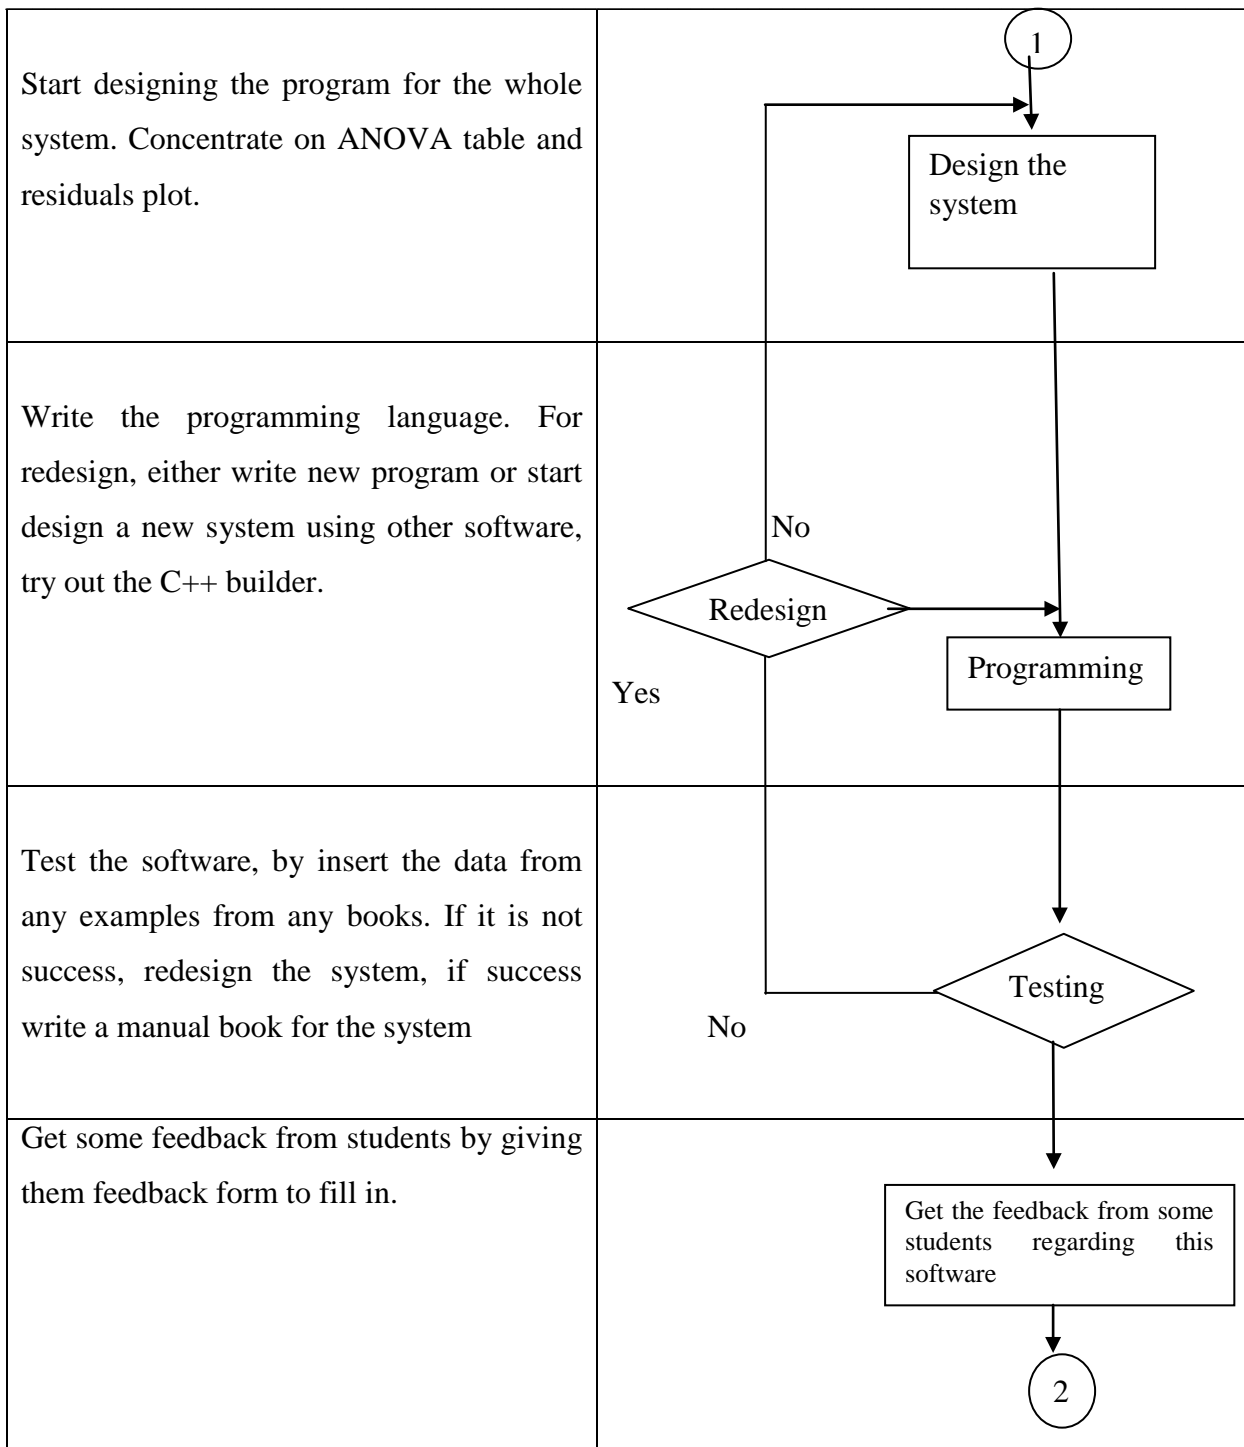 Start designing the program for the whole
system. Concentrate on ANOVA table and
residuals plot.
1
Design the
system
Write the programming language. For
redesign, either write new program or start
design a new system using other software,
try out the C++ builder.
No
Redesign
Yes
Programming
Test the software, by insert the data from
any examples from any books. If it is not
success, redesign the system, if success
write a manual book for the system
Testing
No
Get some feedback from students by giving
them feedback form to fill in.
Get the feedback from some
students regarding this
software
2